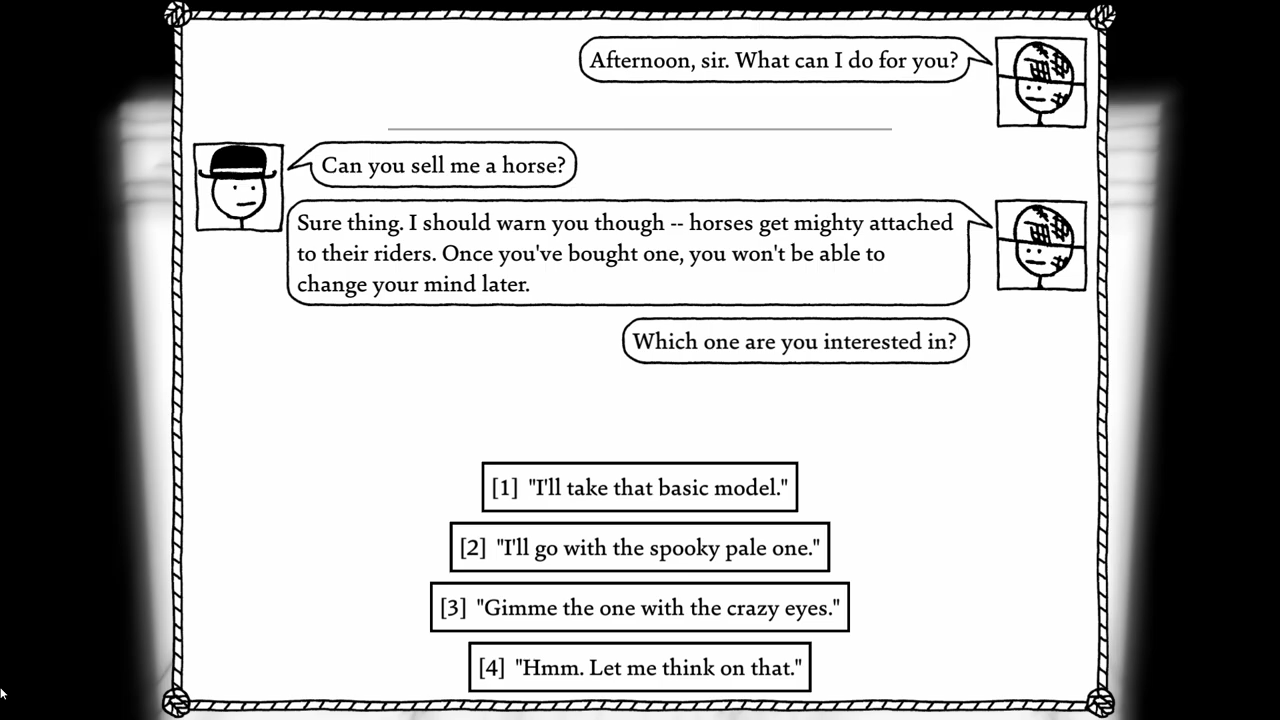 Afternoon, sir. What can I do for you?
Can you sell me a horse?
Sure thing. I should warn you though -- horses get mighty attached
to their riders. Once you've bought one, you won't be able to
change your mind later.
Which one are you interested in?
[1] "I'll take that basic model."
[2] "I'll go with the spooky pale one."
[3] "Gimme the one with the crazy eyes."
[4] "Hmm. Let me think on that."